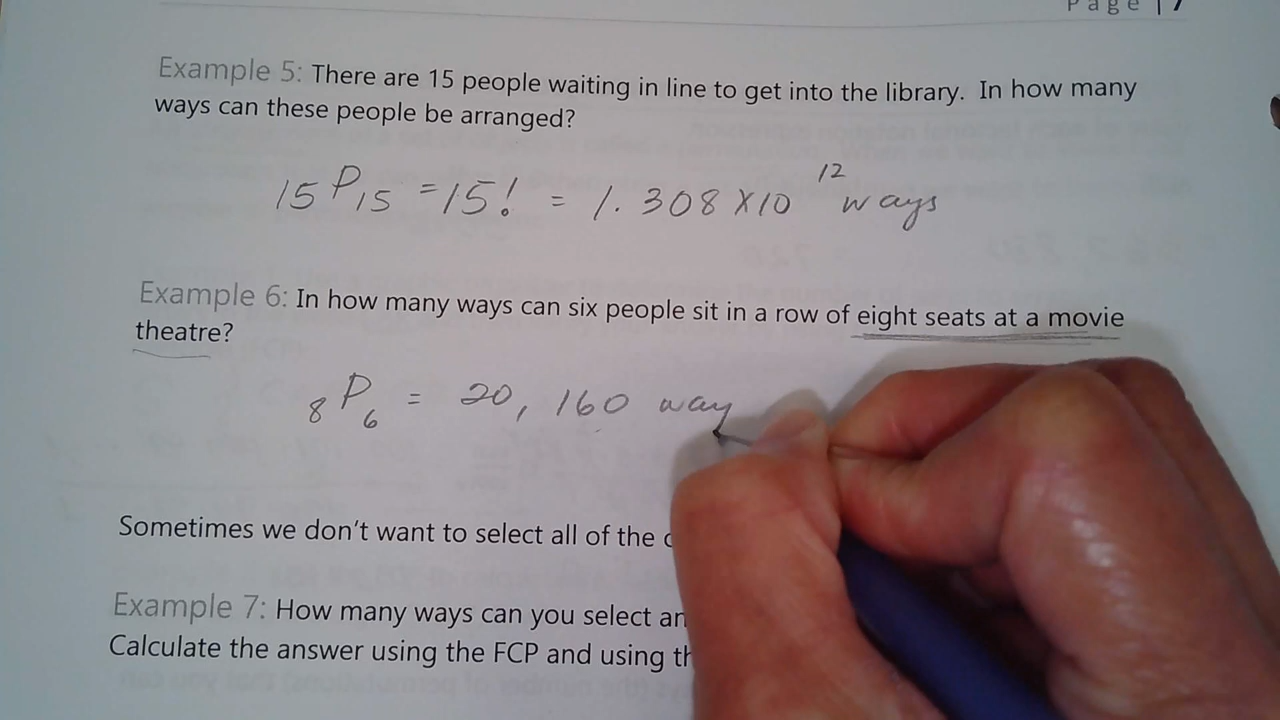 Page | 7
Example 5: There are 15 people waiting in line to get into the library. In how many
ways can these people be arranged?
15P15 = 15! = 1.308 X 10^12 ways
Example 6: In how many ways can six people sit in a row of eight seats at a movie
theatre?
8P6 = 20,160 way
Sometimes we don't want to select all of the
Example 7: How many ways can you select an
Calculate the answer using the FCP and using